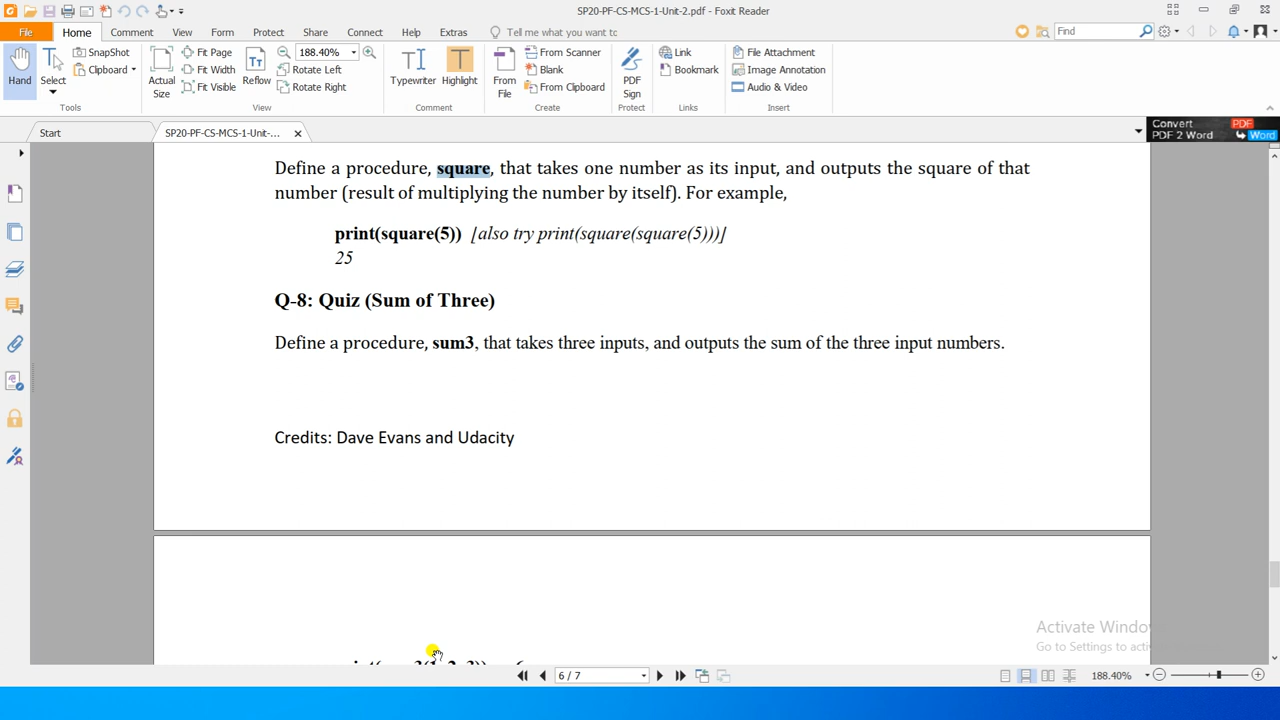 SP20-PF-CS-MCS-1-Unit-2.pdf - Foxit Reader
File Home Comment View Form Protect Share Connect Help Extras Tell me what you want to Find
Hand
Select
SnapShot
Clipboard
Tools
Actual Size
Fit Page
Fit Width
Fit Visible
Reflow
188.40%
Rotate Left
Rotate Right
View
Typewriter
Highlight
Comment
From File
From Scanner
Blank
From Clipboard
Create
PDF Sign
Protect
Link
Bookmark
Links
File Attachment
Image Annotation
Audio & Video
Insert
Start
SP20-PF-CS-MCS-1-Unit-...
Convert PDF
PDF 2 Word Word
Define a procedure, square, that takes one number as its input, and outputs the square of that
number (result of multiplying the number by itself). For example,
print(square(5)) [also try print(square(square(5)))]
25
Q-8: Quiz (Sum of Three)
Define a procedure, sum3, that takes three inputs, and outputs the sum of the three input numbers.
Credits: Dave Evans and Udacity
Activate Windo
Go to Settings to acti
6 / 7
188.40%